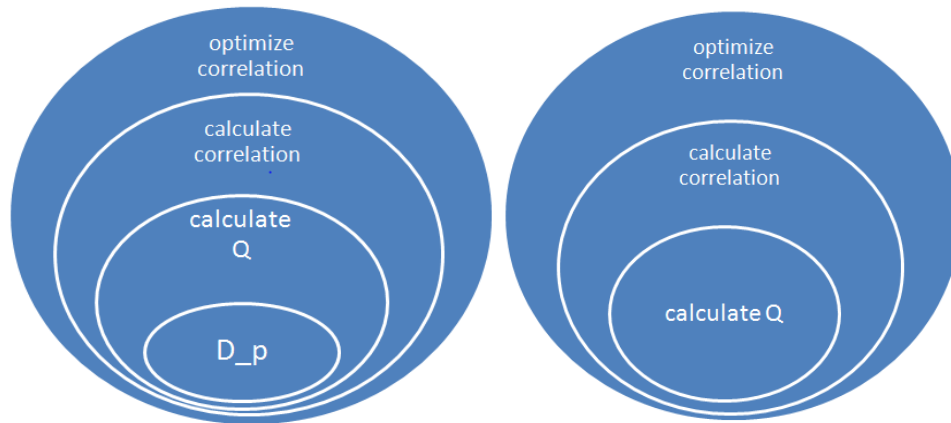 optimize
correlation
calculate
correlation
calculate
Q
D_p
optimize
correlation
calculate
correlation
calculate Q